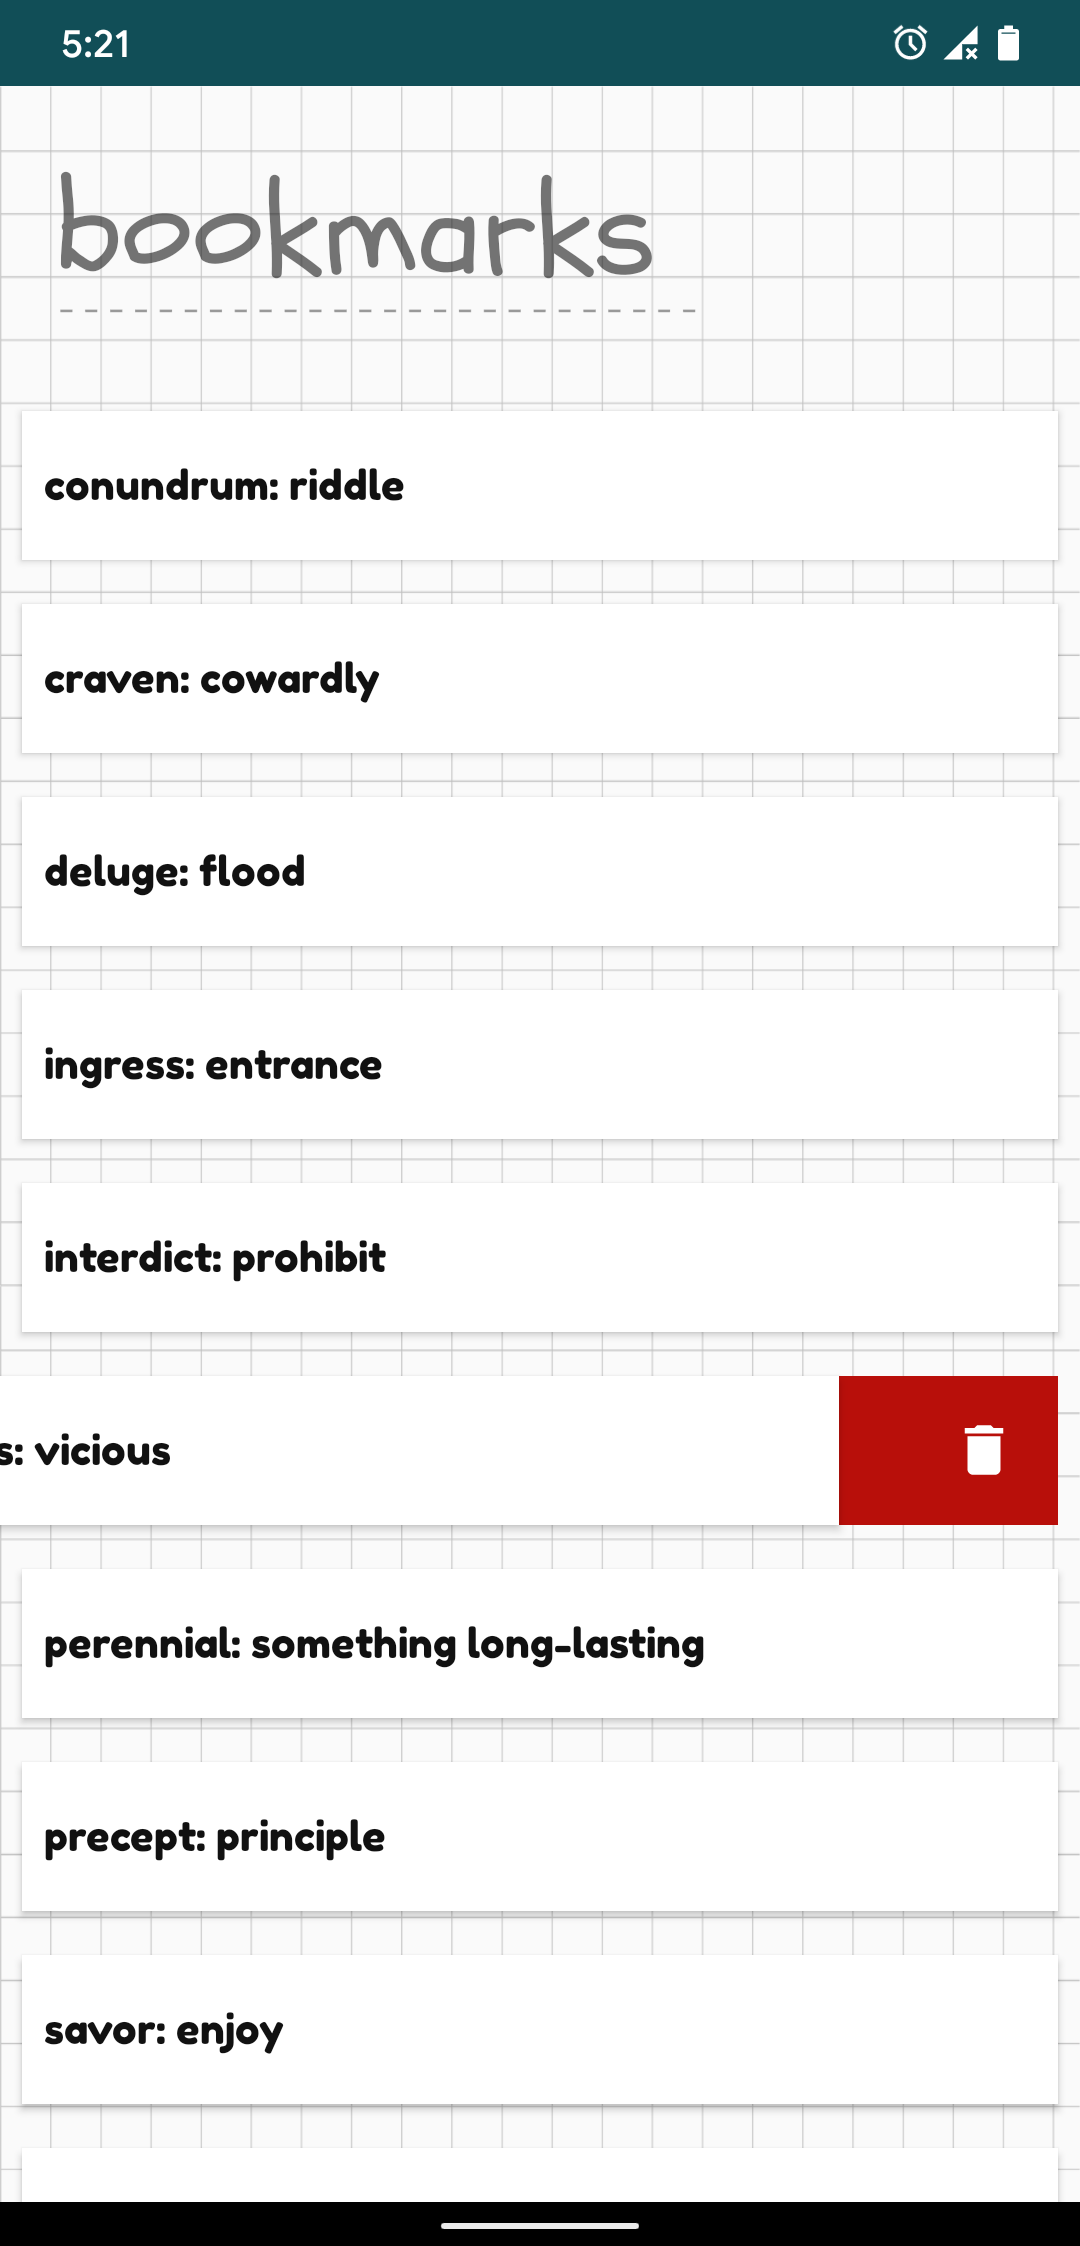 5:21
bookmarks
conundrum: riddle
craven: cowardly
deluge: flood
ingress: entrance
interdict: prohibit
s: vicious
perennial: something long-lasting
precept: principle
savor: enjoy